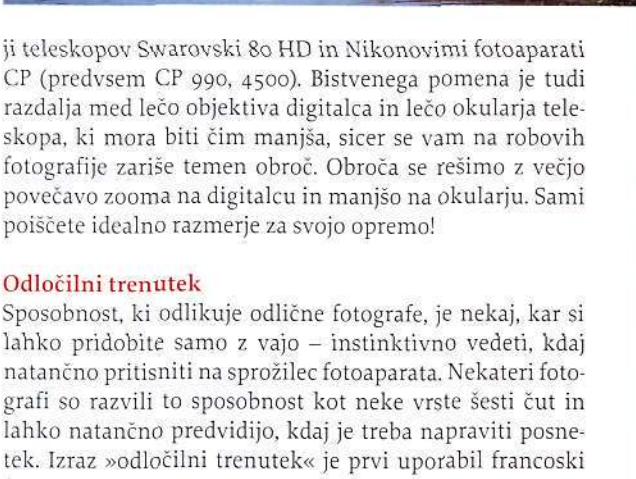 ji teleskopov Swarovski 80 HD in Nikonovimi fotoaparati
CP (predvsem CP 990, 4500). Bistvenega pomena je tudi
razdalja med lečo objektiva digitalca in lečo okularja tele-
skopa, ki mora biti čim manjša, sicer se vam na robovih
fotografije zariše temen obroč. Obroča se rešimo z večjo
povečavo zooma na digitalcu in manjšo na okularju. Sami
poiščete idealno razmerje za svojo opremo!
Odločilni trenutek
Sposobnost, ki odlikuje odlične fotografe, je nekaj, kar si
lahko pridobite samo z vajo – instinktivno vedeti, kdaj
natančno pritisniti na sprožilec fotoaparata. Nekateri foto-
grafi so razvili to sposobnost kot neke vrste šesti čut in
lahko natančno predvidijo, kdaj je treba napraviti posne-
tek. Izraz »odločilni trenutek« je prvi uporabil francoski